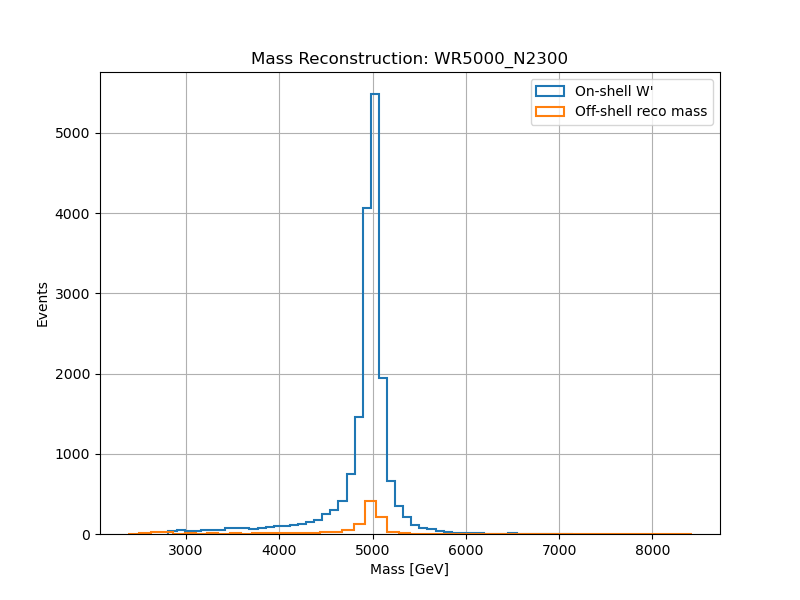 Mass Reconstruction: WR5000_N2300
On-shell W'
Off-shell reco mass
5000
4000
3000
2000
1000
0
Events
3000 4000 5000 6000 7000 8000
Mass [GeV]